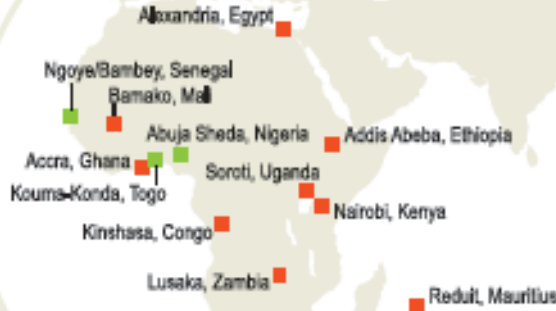 Alexandria, Egypt
Ngoye/Bambey, Senegal
Bamako, Mali
Abuja Sheda, Nigeria
Addis Abeba, Ethiopia
Accra, Ghana
Soroti, Uganda
Kouma-Konda, Togo
Nairobi, Kenya
Kinshasa, Congo
Lusaka, Zambia
Reduit, Mauritius